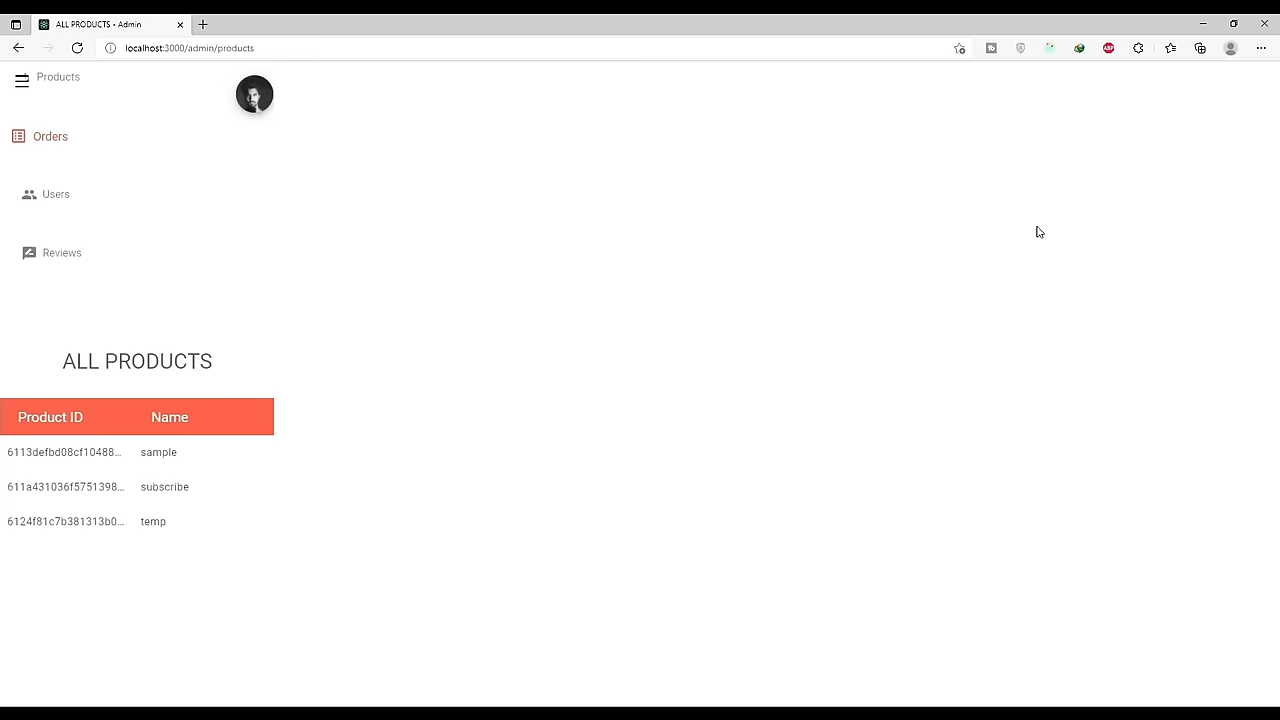 ALL PRODUCTS - Admin
localhost:3000/admin/products
Products
Orders
Users
Reviews
ALL PRODUCTS
Product ID Name
6113defbd08cf10488... sample
611a431036f5751398... subscribe
6124f81c7b381313b0... temp
ABP